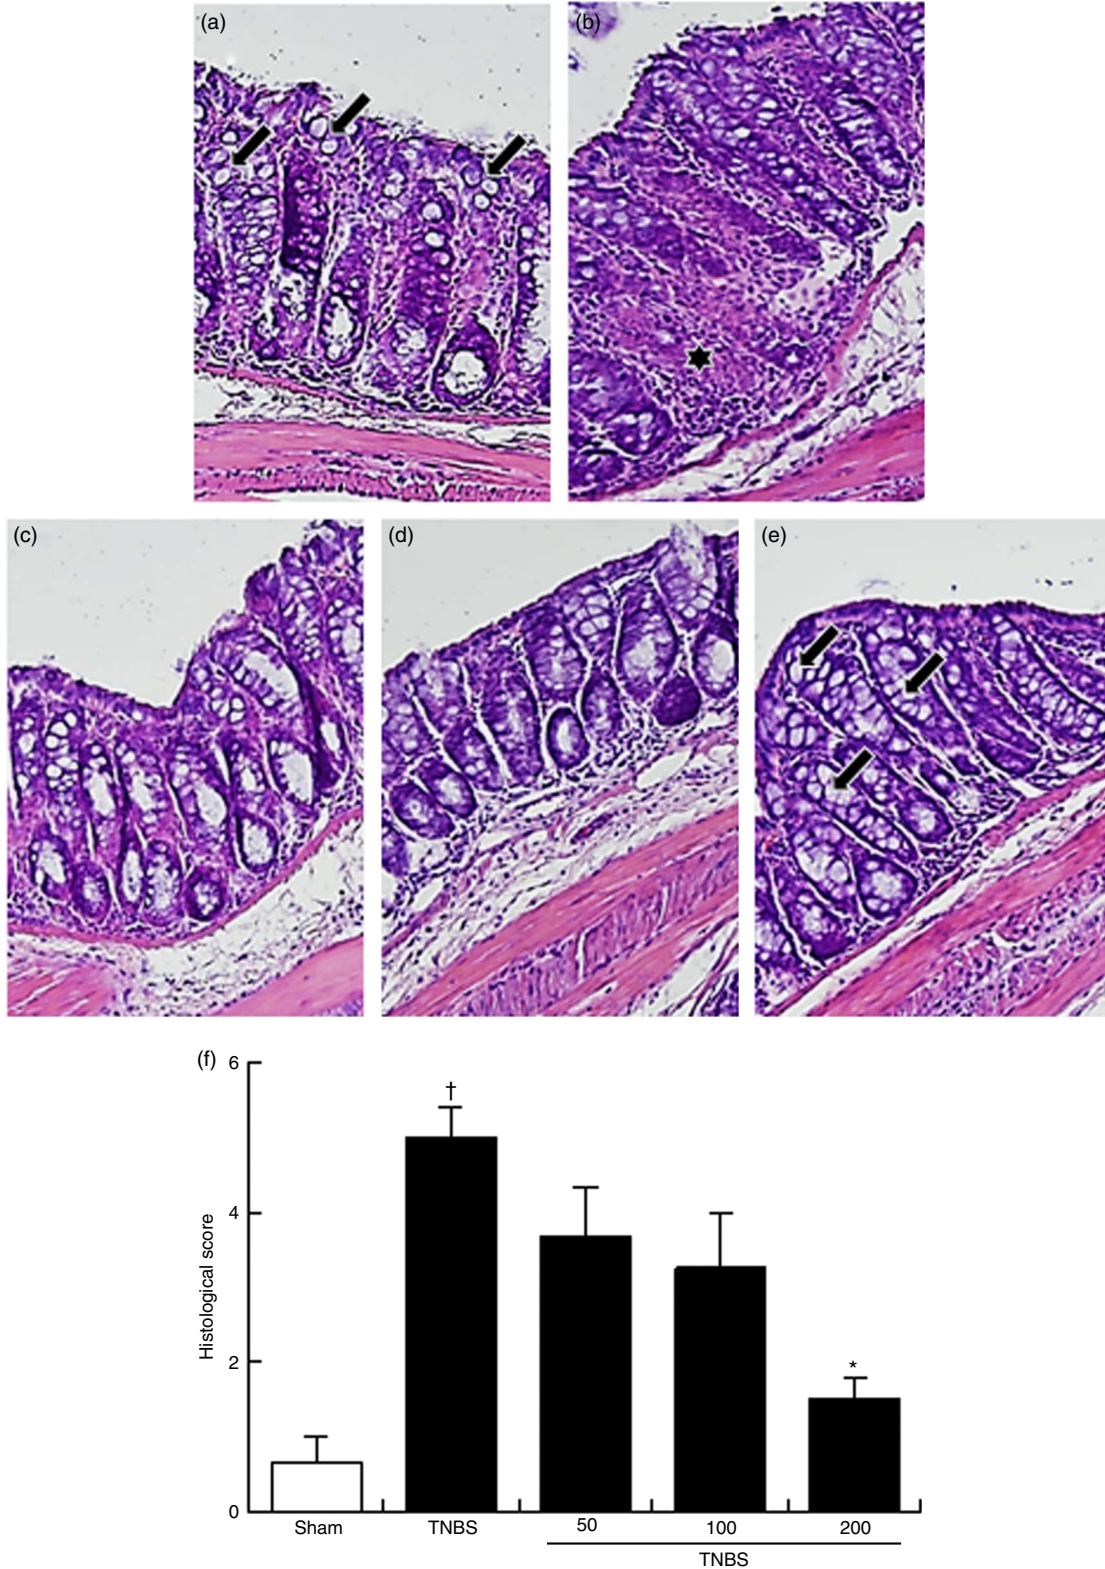 (a)
(b)
(c)
(d)
(e)
(f)
6
†
4
Histological score
2
*
0
Sham
TNBS
50
100
200
TNBS